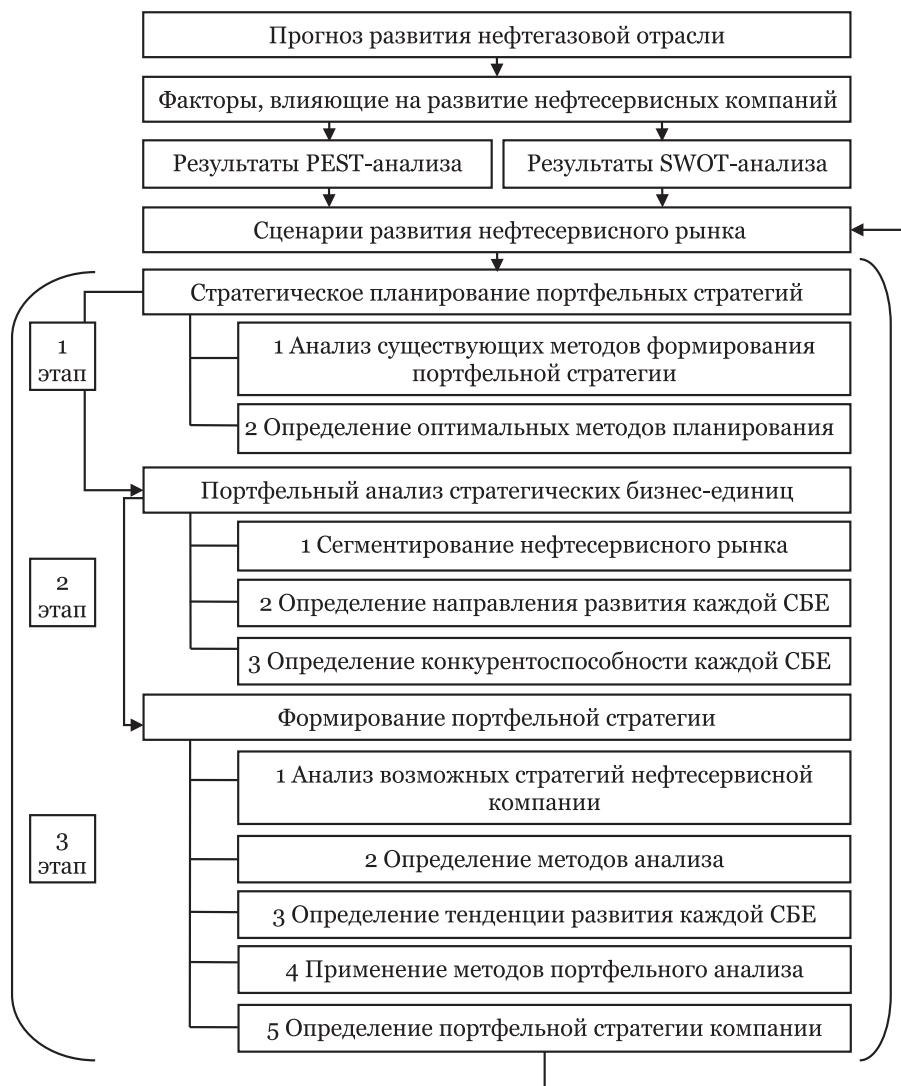 Прогноз развития нефтегазовой отрасли
Факторы, влияющие на развитие нефтесервисных компаний
Результаты PEST-анализа
Результаты SWOT-анализа
Сценарии развития нефтесервисного рынка
Стратегическое планирование портфельных стратегий
1
этап
1 Анализ существующих методов формирования
портфельной стратегии
2 Определение оптимальных методов планирования
Портфельный анализ стратегических бизнес-единиц
2
этап
1 Сегментирование нефтесервисного рынка
2 Определение направления развития каждой СБЕ
3 Определение конкурентоспособности каждой СБЕ
Формирование портфельной стратегии
3
этап
1 Анализ возможных стратегий нефтесервисной
компании
2 Определение методов анализа
3 Определение тенденции развития каждой СБЕ
4 Применение методов портфельного анализа
5 Определение портфельной стратегии компании